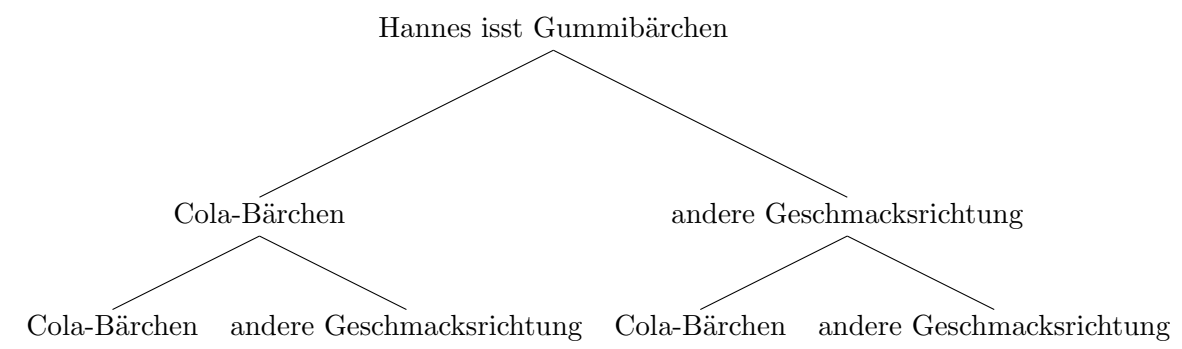 Hannes isst Gummibärchen
Cola-Bärchen andere Geschmacksrichtung
Cola-Bärchen andere Geschmacksrichtung Cola-Bärchen andere Geschmacksrichtung